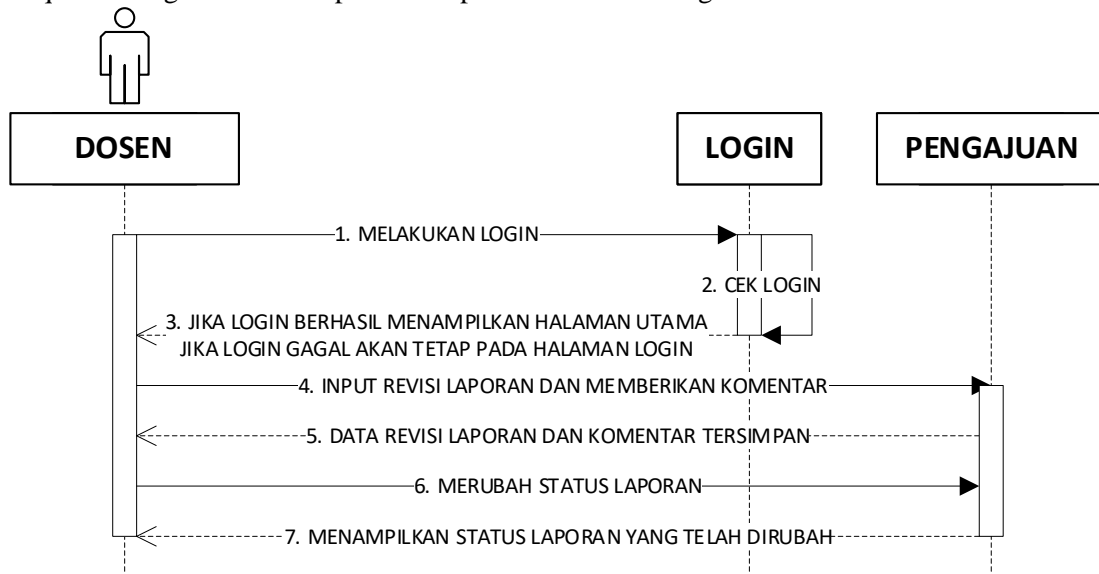 DOSEN
LOGIN
PENGAJUAN
1. MELAKUKAN LOGIN
2. CEK LOGIN
3. JIKA LOGIN BERHASIL MENAMPILKAN HALAMAN UTAMA
JIKA LOGIN GAGAL AKAN TETAP PADA HALAMAN LOGIN
4. INPUT REVISI LAPORAN DAN MEMBERIKAN KOMENTAR
5. DATA REVISI LAPORAN DAN KOMENTAR TERSIMPAN
6. MERUBAH STATUS LAPORAN
7. MENAMPILKAN STATUS LAPORAN YANG TELAH DIRUBAH